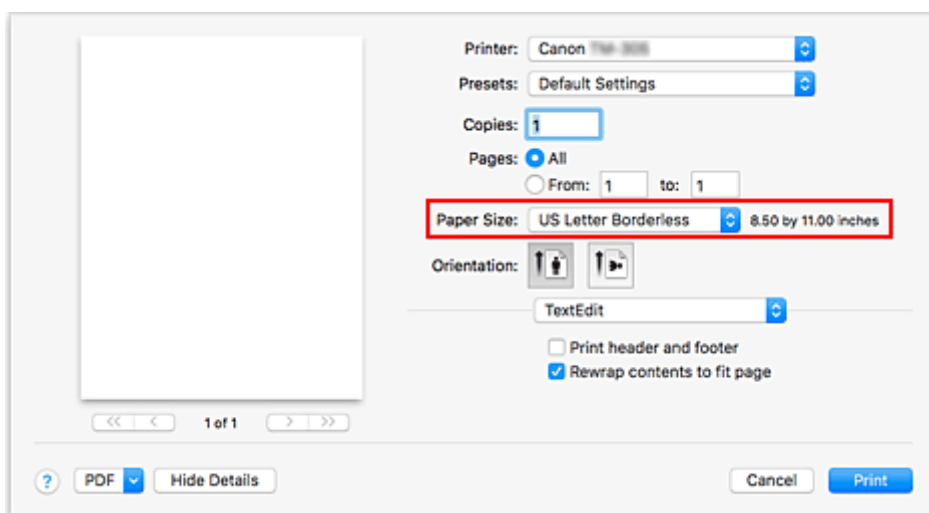 Printer: Canon
Presets: Default Settings
Copies: 1
Pages: All
From: 1 to: 1
Paper Size: US Letter Borderless 8.50 by 11.00 inches
Orientation:
TextEdit
Print header and footer
Rewrap contents to fit page
<< < 1 of 1 > >>
? PDF Hide Details Cancel Print